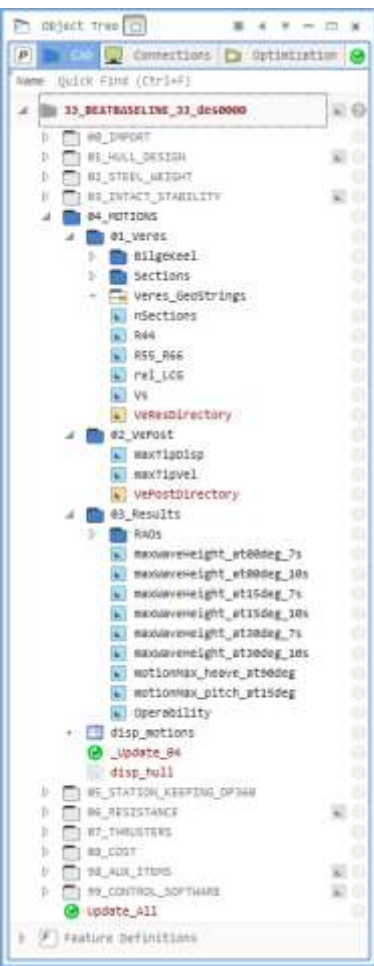 Object Tree
CAD Connections Optimization
Name Quick Find (Ctrl+F)
33_BEATBASELINE_33_des0000
00_IMPORT
01_HULL_DESIGN
02_STEEL_WEIGHT
03_INTACT_STABILITY
04_MOTIONS
01_Veres
BilgeKeel
Sections
Veres_GeoStrings
nSections
R44
R55_R66
rel_LCG
Vs
VeResDirectory
02_VePost
maxTipDisp
maxTipVel
VePostDirectory
03_Results
RAOs
maxWaveHeight_at00deg_7s
maxWaveHeight_at00deg_10s
maxWaveHeight_at15deg_7s
maxWaveHeight_at15deg_10s
maxWaveHeight_at30deg_7s
maxWaveHeight_at30deg_10s
motionMax_heave_at90deg
motionMax_pitch_at15deg
Operability
disp_motions
_Update_04
disp_hull
05_STATION_KEEPING_DP360
06_RESISTANCE
07_THRUSTERS
08_COST
98_AUX_ITEMS
99_CONTROL_SOFTWARE
Update_All
Feature Definitions